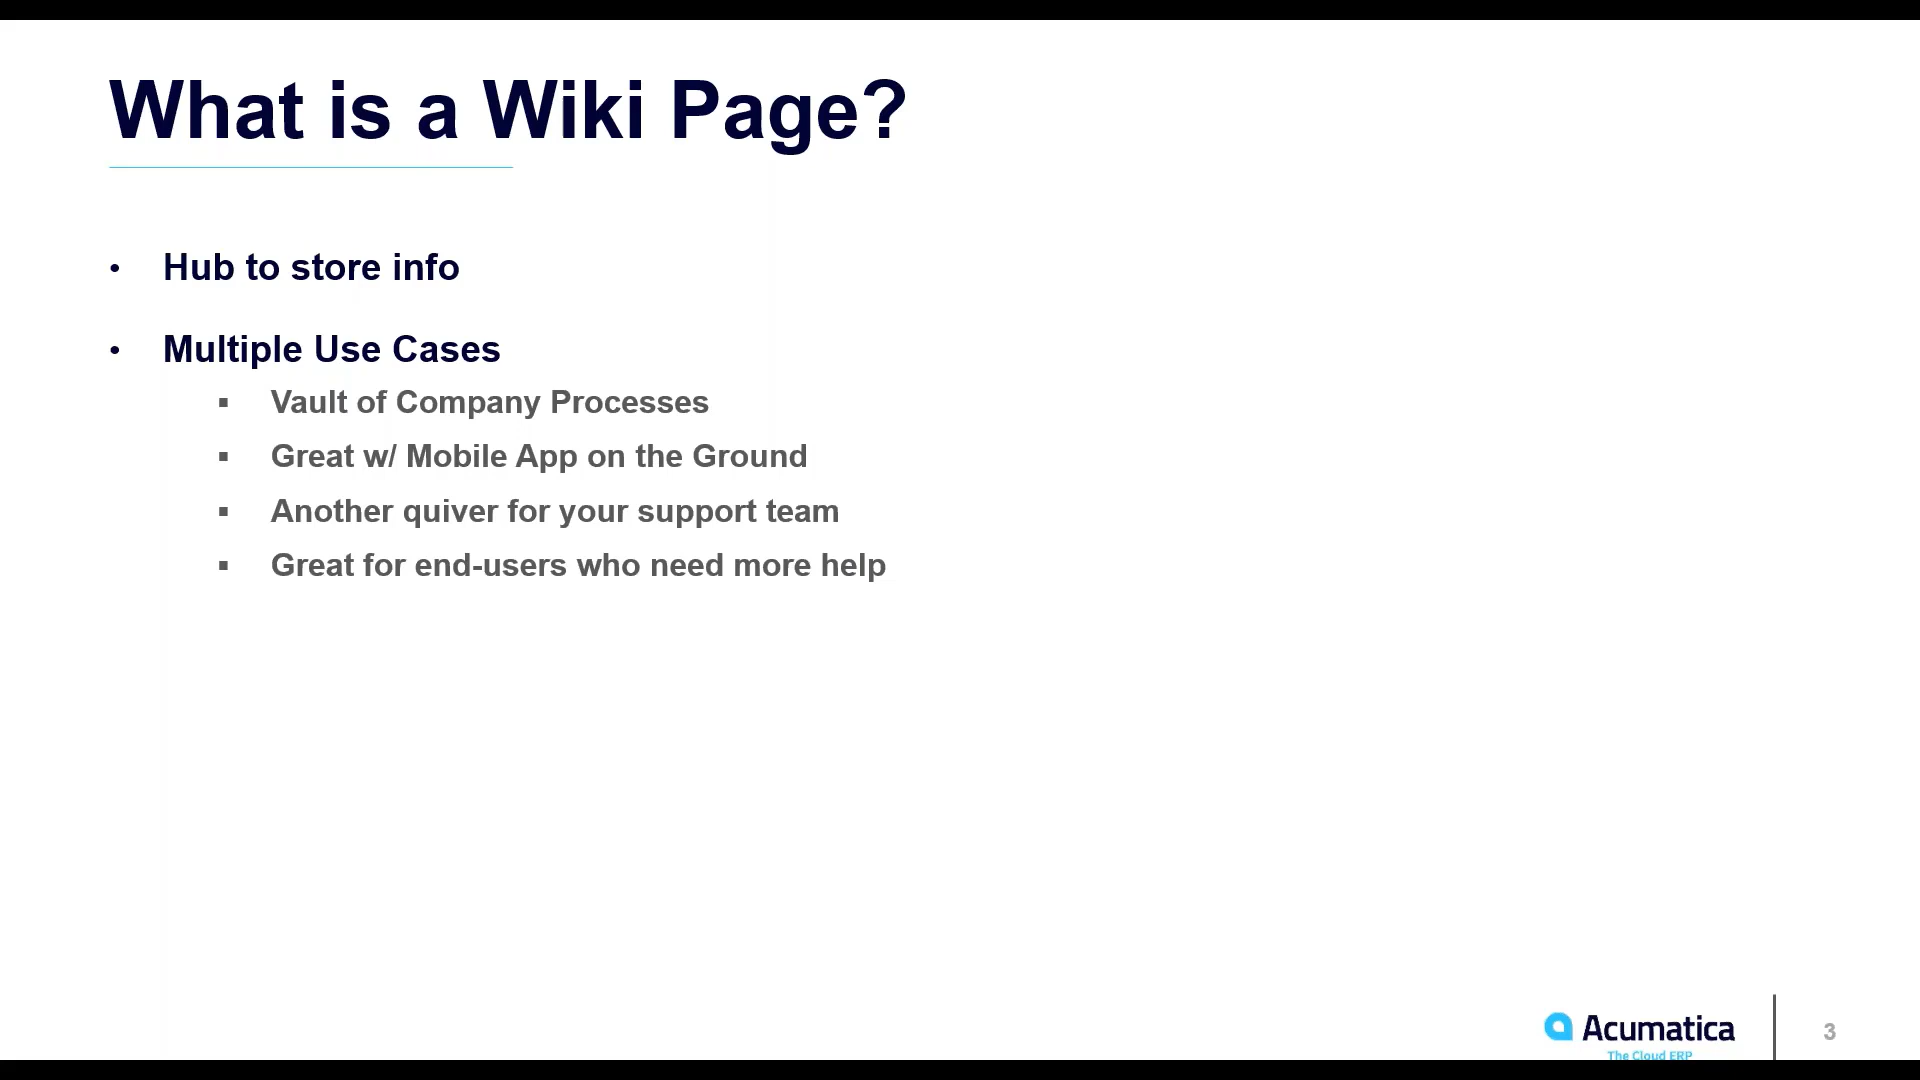 What is a Wiki Page?
• Hub to store info
• Multiple Use Cases
▪ Vault of Company Processes
▪ Great w/ Mobile App on the Ground
▪ Another quiver for your support team
▪ Great for end-users who need more help
Acumatica
The Cloud ERP
3